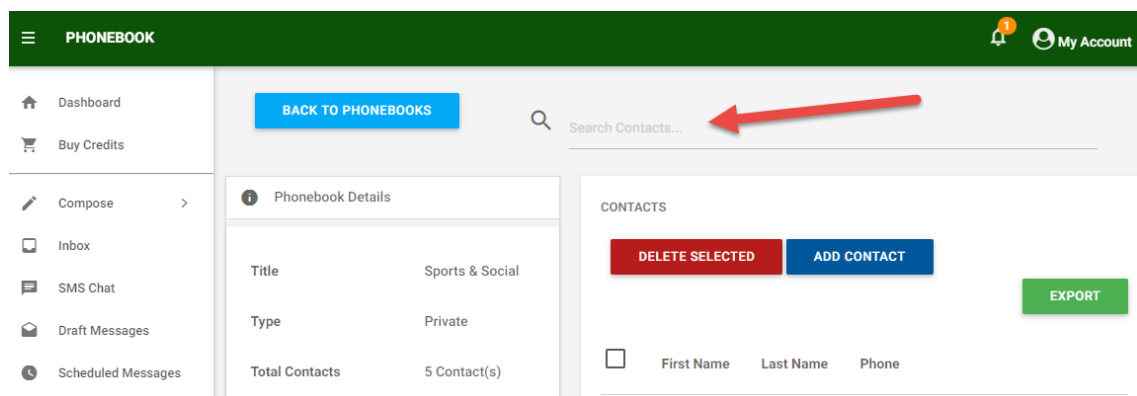 PHONEBOOK
1
My Account
Dashboard
Buy Credits
Compose
Inbox
SMS Chat
Draft Messages
Scheduled Messages
BACK TO PHONEBOOKS
Search Contacts...
Phonebook Details
Title Sports & Social
Type Private
Total Contacts 5 Contact(s)
CONTACTS
DELETE SELECTED ADD CONTACT
EXPORT
First Name Last Name Phone